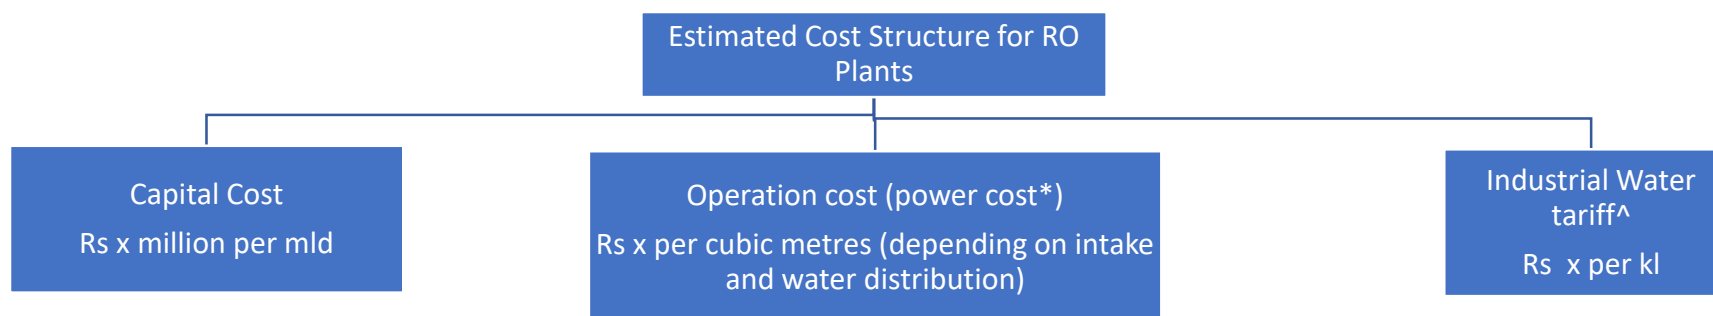 Estimated Cost Structure for RO
Plants
Capital Cost
Rs x million per mld
Operation cost (power cost*)
Rs x per cubic metres (depending on intake
and water distribution)
Industrial Water
tariff^
Rs  x per kl